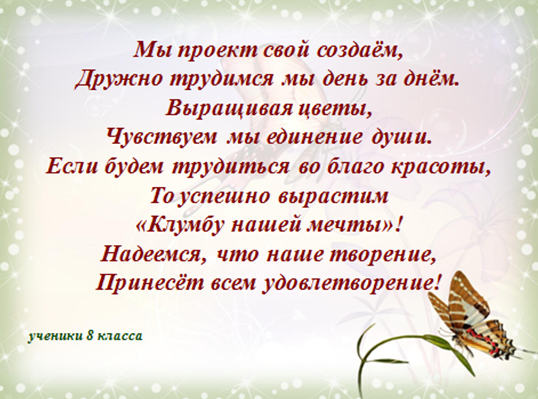 Мы проект свой создаём,
Дружно трудимся мы день за днём.
Выращивая цветы,
Чувствуем мы единение души.
Если будем трудиться во благо красоты,
То успешно вырастим
«Клумбу нашей мечты»!
Надеемся, что наше творение,
Принесёт всем удовлетворение!
ученики 8 класса